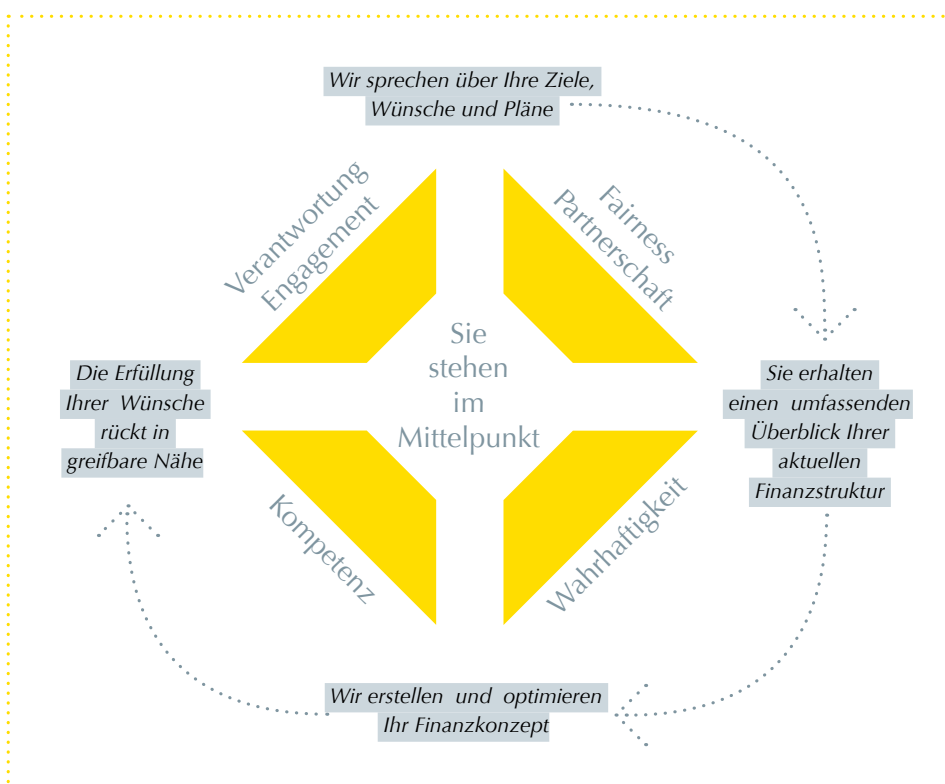 Wir sprechen über Ihre Ziele,
Wünsche und Pläne
Verantwortung
Engagement
Fairness
Partnerschaft
Sie
stehen
im
Mittelpunkt
Die Erfüllung
Ihrer Wünsche
rückt in
greifbare Nähe
Sie erhalten
einen umfassenden
Überblick Ihrer
aktuellen
Finanzstruktur
Kompetenz
Wahrhaftigkeit
Wir erstellen und optimieren
Ihr Finanzkonzept